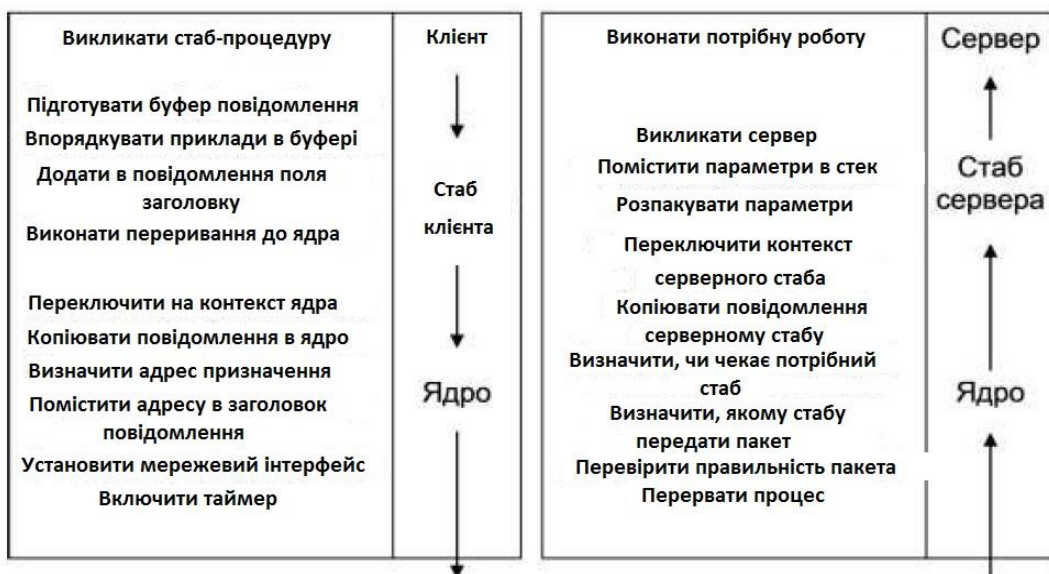 Викликати стаб-процедуру
Клієнт
Підготувати буфер повідомлення
Впорядкувати приклади в буфері
Додати в повідомлення поля
заголовку
Виконати переривання до ядра
Стаб
клієнта
Переключити на контекст ядра
Копіювати повідомлення в ядро
Визначити адрес призначення
Помістити адресу в заголовок
повідомлення
Установити мережевий інтерфейс
Включити таймер
Ядро
Виконати потрібну роботу
Сервер
Викликати сервер
Помістити параметри в стек
Розпакувати параметри
Переключити контекст
серверного стаба
Стаб
сервера
Копіювати повідомлення
серверному стабу
Визначити, чи чекає потрібний
стаб
Визначити, якому стабу
передати пакет
Перевірити правильність пакета
Перервати процес
Ядро